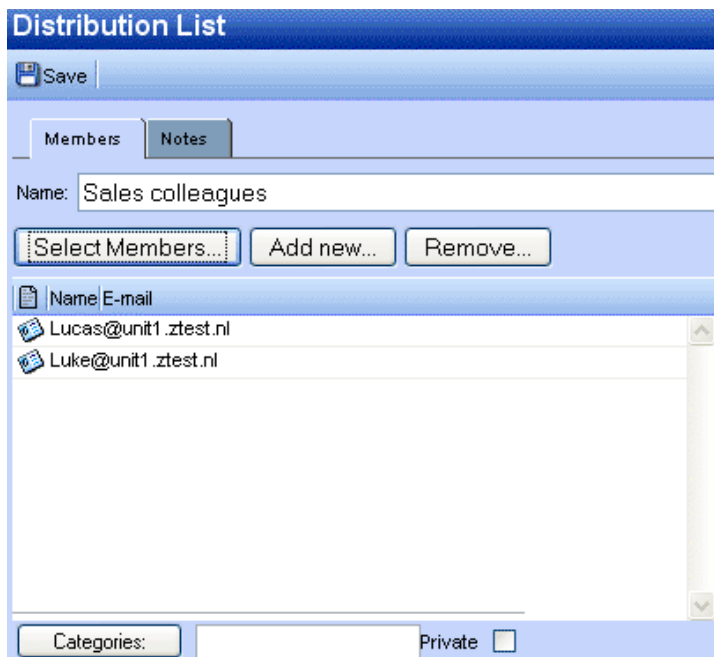 Distribution List
Save
Members Notes
Name: Sales colleagues
Select Members... Add new... Remove...
Name E-mail
Lucas@unit1.ztest.nl
Luke@unit1.ztest.nl
Categories: Private